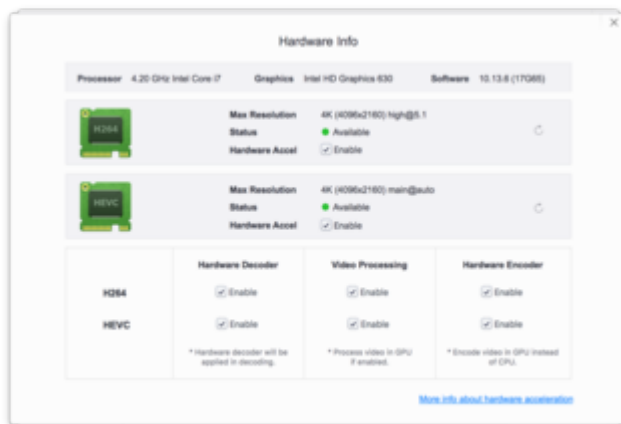 Hardware Info
Processor 4.20 GHz Intel Core i7 Graphics Intel HD Graphics 630 Software 10.13.6 (17G65)
H264
Max Resolution 4K (4096x2160) high@5.1
Status Available
Hardware Accel Enable
HEVC
Max Resolution 4K (4096x2160) main@auto
Status Available
Hardware Accel Enable
Hardware Decoder Video Processing Hardware Encoder
H264 Enable Enable Enable
HEVC Enable Enable Enable
* Hardware decoder will be * Process video in GPU * Encode video in GPU instead
applied in decoding. if enabled. of CPU.
More info about hardware acceleration